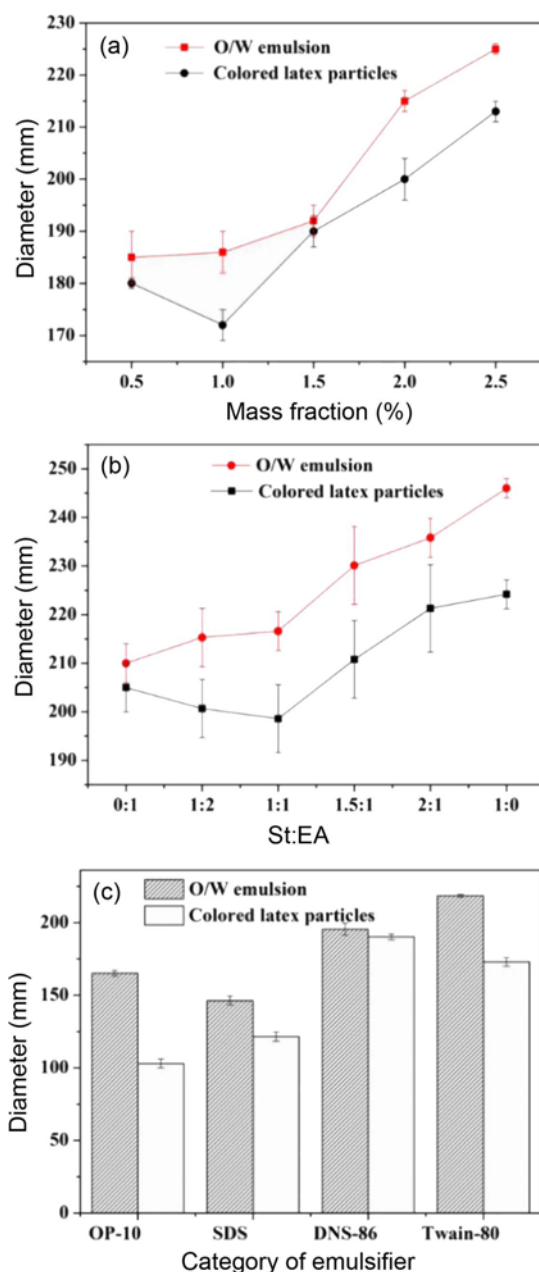 (a)
O/W emulsion
Colored latex particles
Diameter (mm)
230
220
210
200
190
180
170
0.5 1.0 1.5 2.0 2.5
Mass fraction (%)
(b)
O/W emulsion
Colored latex particles
Diameter (mm)
250
240
230
220
210
200
190
0:1 1:2 1:1 1.5:1 2:1 1:0
St:EA
(c)
O/W emulsion
Colored latex particles
Diameter (mm)
200
150
100
50
0
OP-10 SDS DNS-86 Twain-80
Category of emulsifier